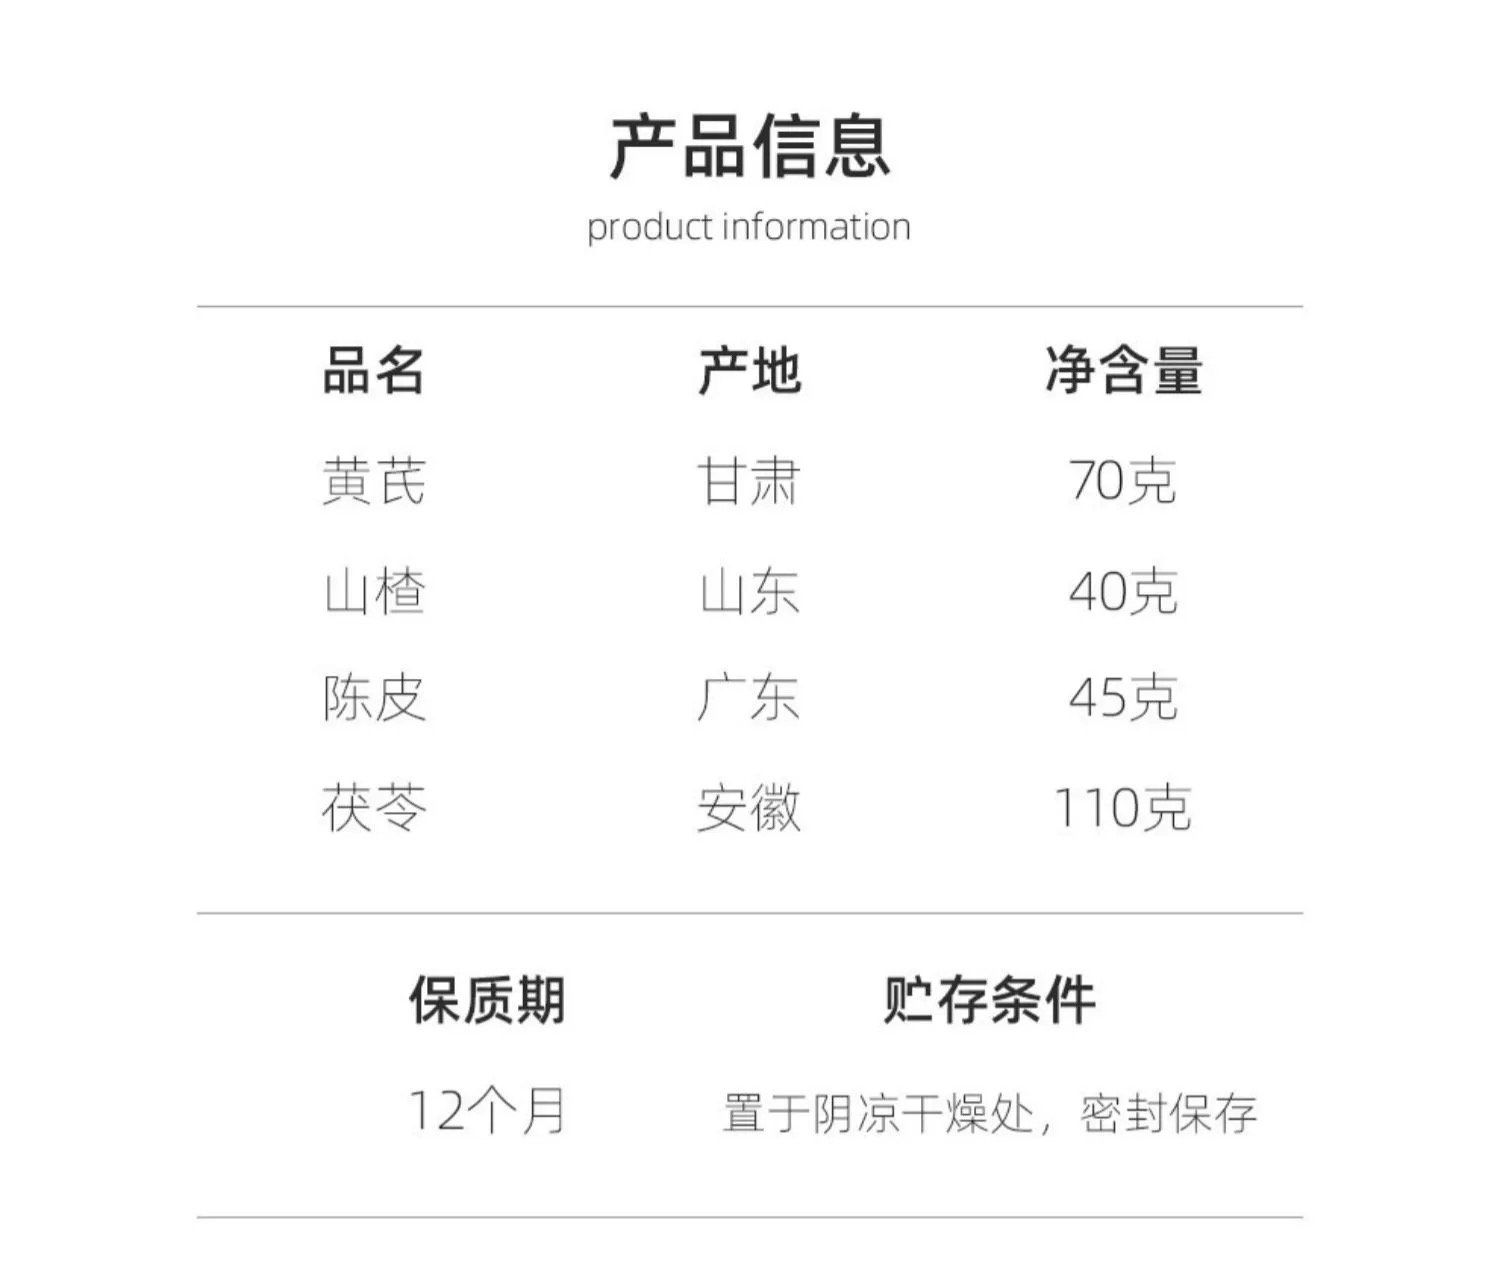 产品信息
product information
品名 产地 净含量
黄芪 甘肃 70克
山楂 山东 40克
陈皮 广东 45克
茯苓 安徽 110克
保质期 贮存条件
12个月 置于阴凉干燥处，密封保存